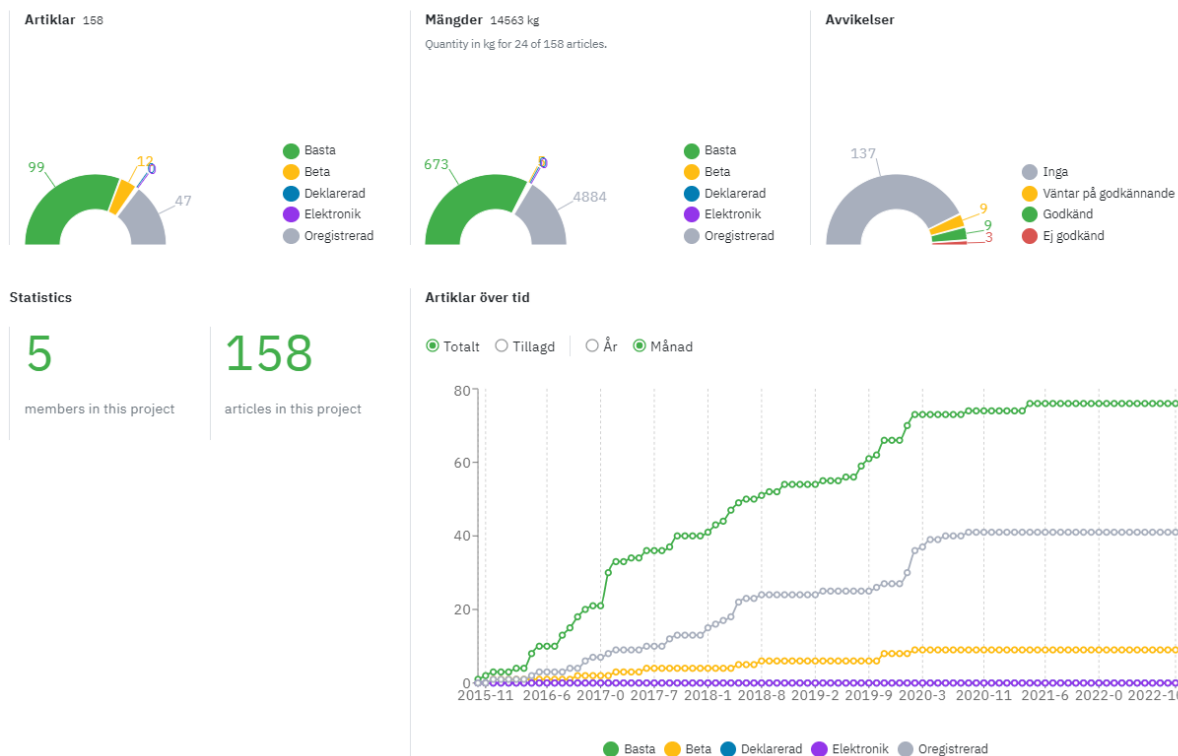 Artiklar 158
99
12
0
47
Basta
Beta
Deklarerad
Elektronik
Oregistrerad
Mängder 14563 kg
Quantity in kg for 24 of 158 articles.
673
0
4884
Basta
Beta
Deklarerad
Elektronik
Oregistrerad
Avvikelser
137
9
9
3
Inga
Väntar på godkännande
Godkänd
Ej godkänd
Statistics
5
members in this project
158
articles in this project
Artiklar över tid
Totalt Tillagd År Månad
80
60
40
20
0
2015-11 2016-6 2017-0 2017-7 2018-1 2018-8 2019-2 2019-9 2020-3 2020-11 2021-6 2022-0 2022-10
Basta Beta Deklarerad Elektronik Oregistrerad